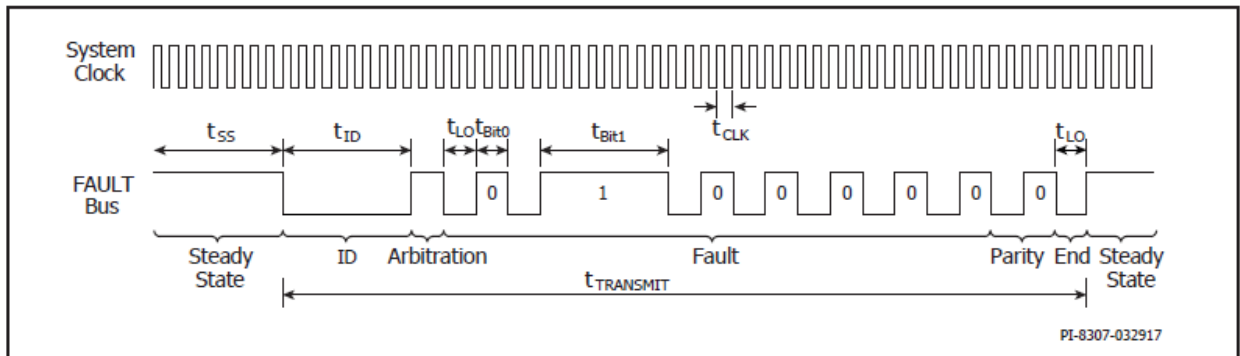 System
Clock
tSS
tID
tLO
tBit0
tBit1
tCLK
tLO
FAULT
Bus
0
1
0
0
0
0
0
0
Steady
State
ID
Arbitration
Fault
Parity
End
Steady
State
tTRANSMIT
PI-8307-032917